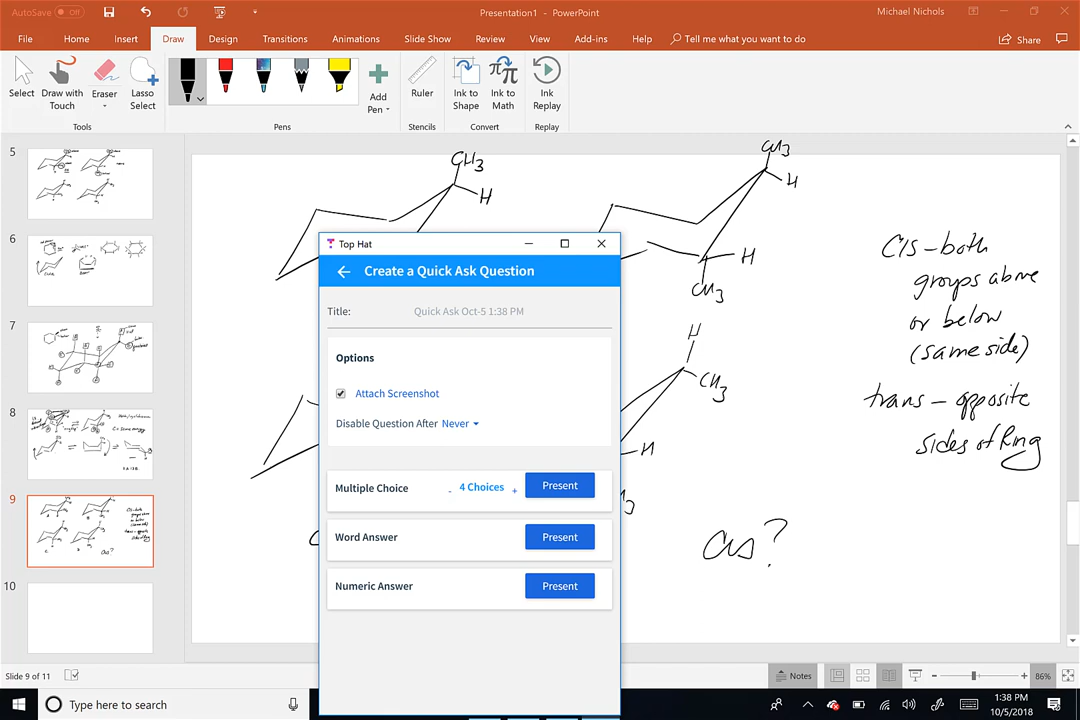 AutoSave Off
Presentation1 - PowerPoint
Michael Nichols
File Home Insert Draw Design Transitions Animations Slide Show Review View Add-ins Help Tell me what you want to do Share
Select
Draw with Touch
Eraser
Lasso Select
Add Pen
Ruler
Ink to Shape
Ink to Math
Ink Replay
Tools Pens Stencils Convert Replay
5
6
7
8
9
10
CH3
H
CH3
H
H
CH3
Cis - both
groups above
or below
(same side)
trans - opposite
sides of Ring
H
CH3
H
cis?
Top Hat
Create a Quick Ask Question
Title: Quick Ask Oct-5 1:38 PM
Options
Attach Screenshot
Disable Question After Never
Multiple Choice - 4 Choices + Present
Word Answer Present
Numeric Answer Present
Slide 9 of 11
Notes
86%
Type here to search
1:38 PM
10/5/2018